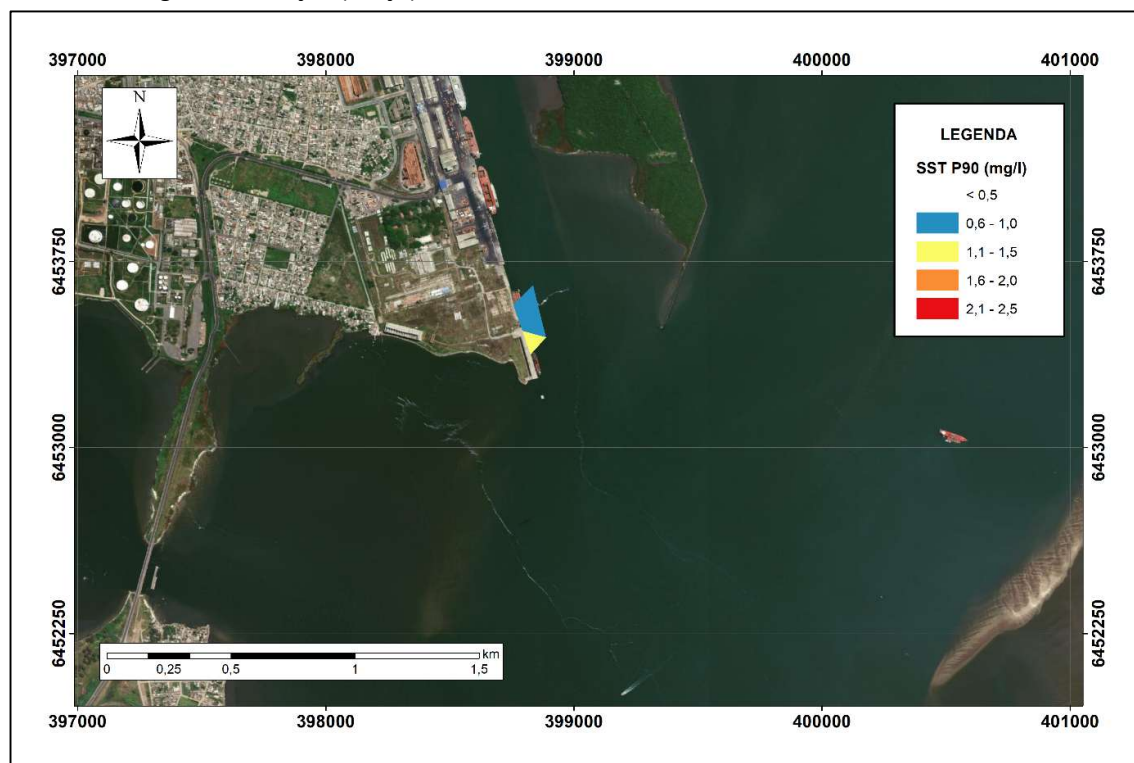 397000 398000 399000 400000 401000
N
LEGENDA
SST P90 (mg/l)
< 0,5
0,6 - 1,0
1,1 - 1,5
1,6 - 2,0
2,1 - 2,5
6453750 6453750
6453000 6453000
6452250 6452250
km
0 0,25 0,5 1 1,5
397000 398000 399000 400000 401000